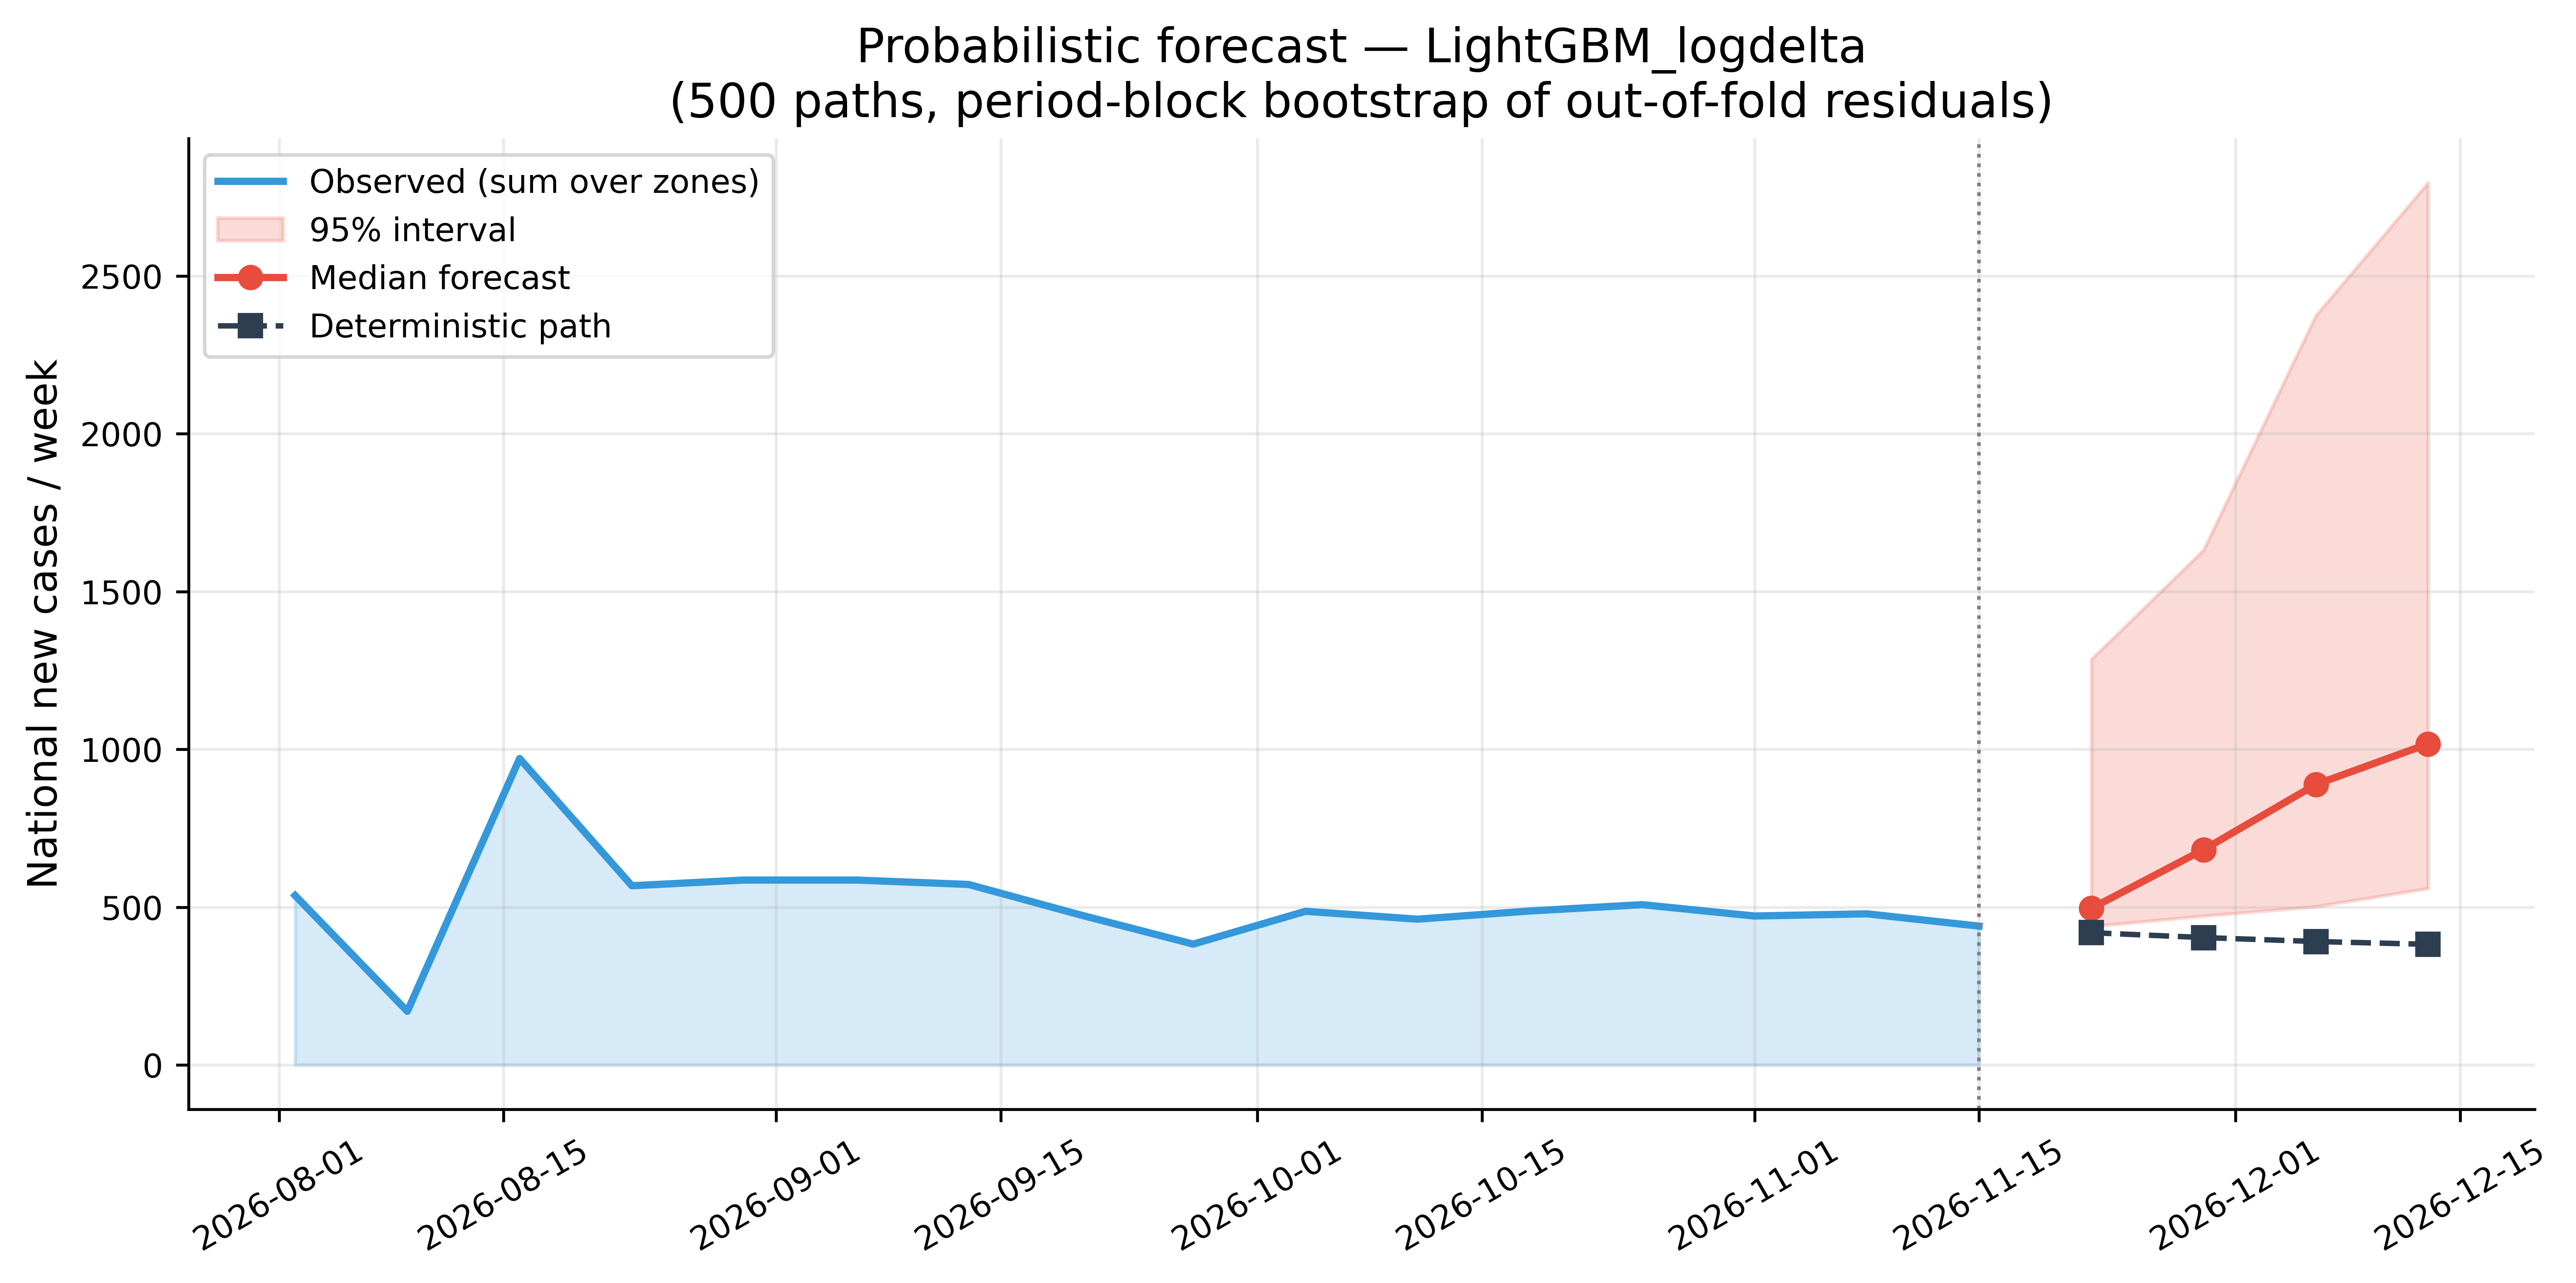 Probabilistic forecast — LightGBM_logdelta
(500 paths, period-block bootstrap of out-of-fold residuals)
Observed (sum over zones)
95% interval
Median forecast
Deterministic path
National new cases / week
2500
2000
1500
1000
500
0
2026-08-01
2026-08-15
2026-09-01
2026-09-15
2026-10-01
2026-10-15
2026-11-01
2026-11-15
2026-12-01
2026-12-15